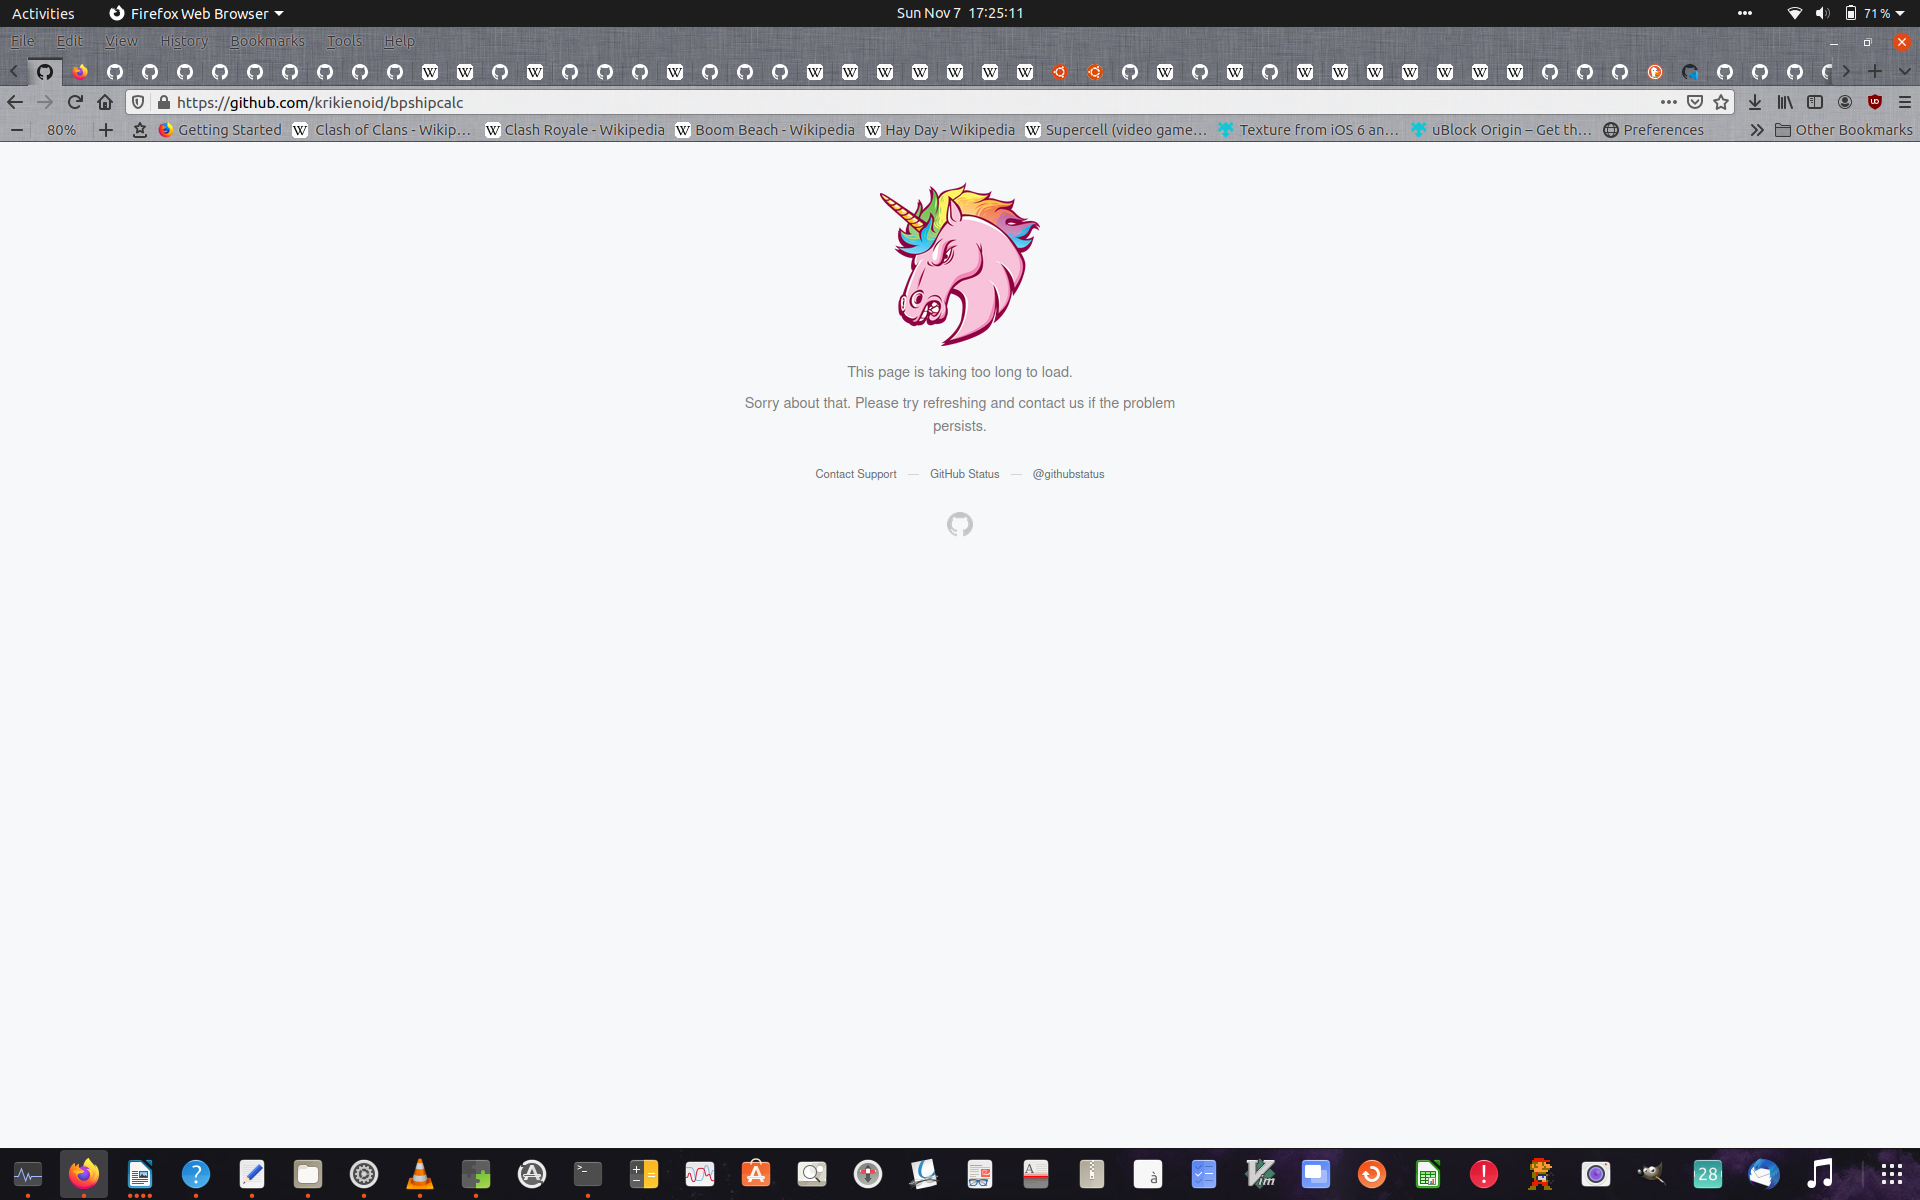 Activities Firefox Web Browser Sun Nov 7 17:25:11 71%
File Edit View History Bookmarks Tools Help
https://github.com/krikienoid/bpshipcalc
80% Getting Started Clash of Clans - Wikip… Clash Royale - Wikipedia Boom Beach - Wikipedia Hay Day - Wikipedia Supercell (video game… Texture from iOS 6 an… uBlock Origin – Get th… Preferences Other Bookmarks
This page is taking too long to load.
Sorry about that. Please try refreshing and contact us if the problem
persists.
Contact Support — GitHub Status — @githubstatus
28